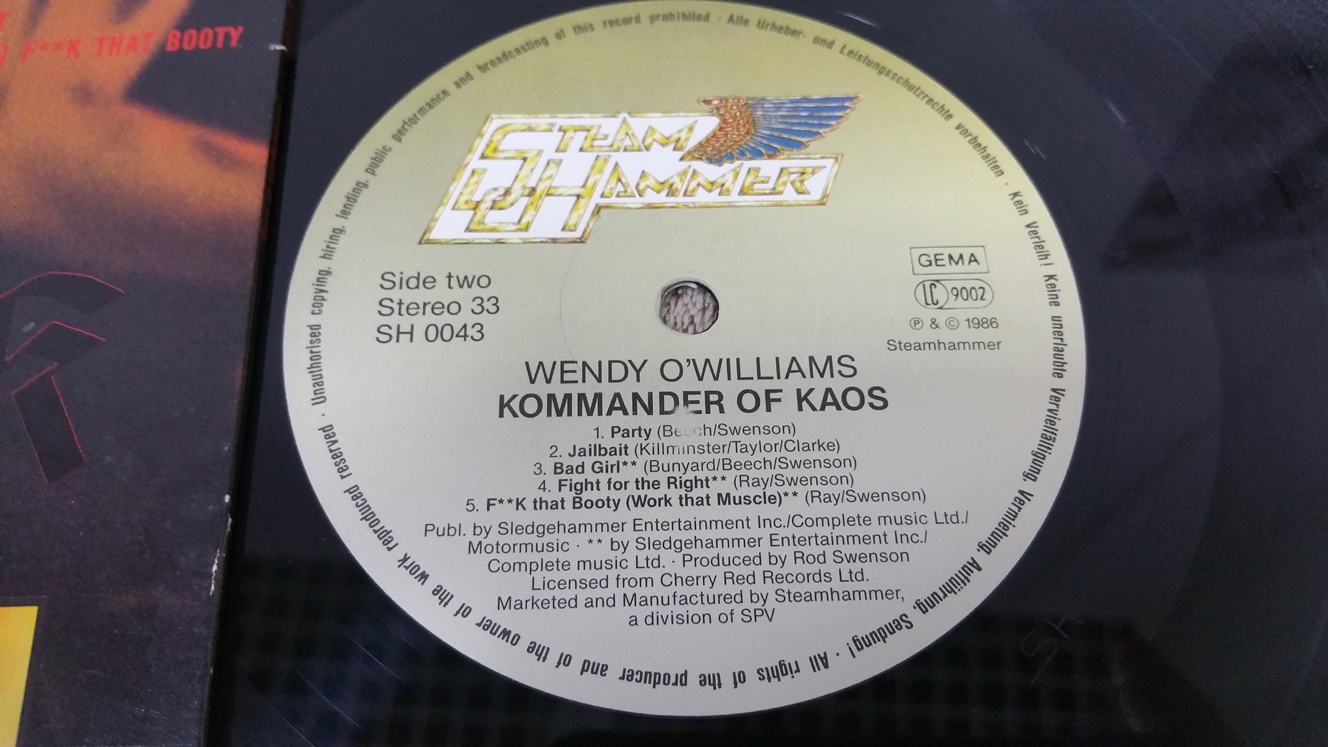 F**K THAT BOOTY
Unauthorised copying, hiring, lending, public performance and broadcasting of this record prohibited · Alle Urheber- und Leistungsschutzrechte vorbehalten · Kein Verleih! Keine unerlaubte Vervielfältigung, Vermietung, Aufführung, Sendung! · All rights of the producer and of the owner of the work reproduced reserved ·
STEAM
HAMMER
Side two
Stereo 33
SH 0043
GEMA
LC 9002
℗ & © 1986
Steamhammer
WENDY O'WILLIAMS
KOMMANDER OF KAOS
1. Party (Beech/Swenson)
2. Jailbait (Killminster/Taylor/Clarke)
3. Bad Girl** (Bunyard/Beech/Swenson)
4. Fight for the Right** (Ray/Swenson)
5. F**K that Booty (Work that Muscle)** (Ray/Swenson)
Publ. by Sledgehammer Entertainment Inc./Complete music Ltd./
Motormusic · ** by Sledgehammer Entertainment Inc./
Complete music Ltd. · Produced by Rod Swenson
Licensed from Cherry Red Records Ltd.
Marketed and Manufactured by Steamhammer,
a division of SPV